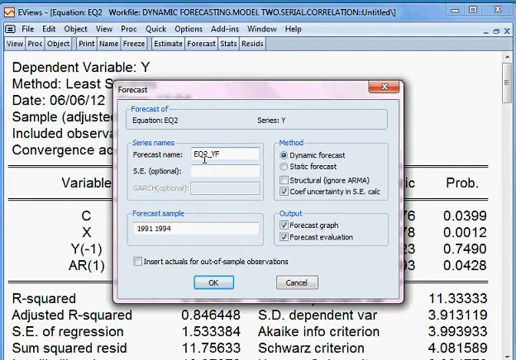 EViews - [Equation: EQ2 Workfile: DYNAMIC FORECASTING.MODEL TWO.SERIAL.CORRELATION::Untitled\]
File Edit Object View Proc Quick Options Add-ins Window Help
View Proc Object Print Name Freeze Estimate Forecast Stats Resids
Dependent Variable: Y
Method: Least
Date: 06/06/12
Sample (adjusted
Included
Convergence
Variable
Prob.
C
76 0.0399
X
0.0012
Y(-1)
0.7490
AR(1)
0.0428
R-squared
11.33333
Adjusted R-squared 0.846448 S.D. dependent var 3.913119
S.E. of regression 1.533384 Akaike info criterion 3.993933
Sum squared resid 11.75633 Schwarz criterion 4.081589
Forecast
Forecast of
Equation: EQ2 Series: Y
Series names
Forecast name: EQ2_YF
S.E. (optional):
GARCH(optional):
Forecast sample
1991 1994
Method
Dynamic forecast
Static forecast
Structural (ignore ARMA)
Coef uncertainty in S.E. calc
Output
Forecast graph
Forecast evaluation
Insert actuals for out-of-sample observations
OK Cancel